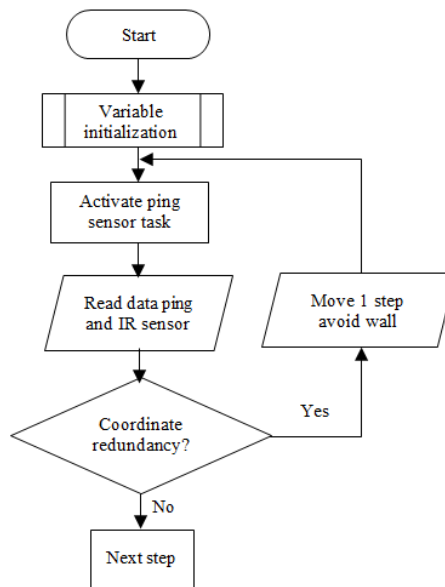 Start
Variable
initialization
Activate ping
sensor task
Read data ping
and IR sensor
Move 1 step
avoid wall
Coordinate
redundancy?
Yes
No
Next step